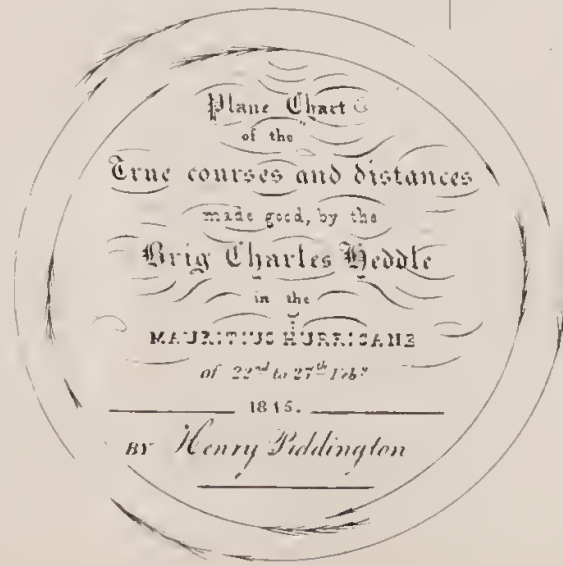 Plane Chart
of the
True courses and distances
made good, by the
Brig Charles Heddle
in the
MAURITIUS HURRICANE
of 22nd to 27th Feby
1845.
BY Henry Piddington